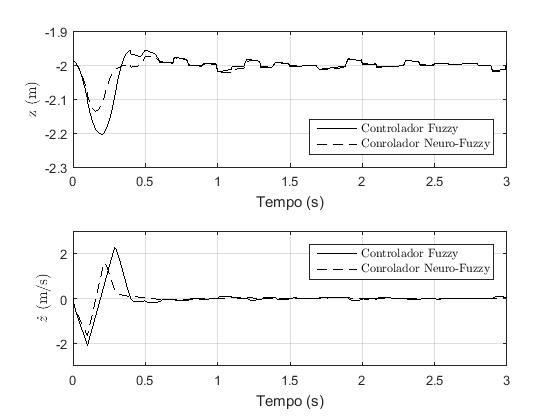 -1.9
-2
-2.1
-2.2
-2.3
z (m)
Controlador Fuzzy
Conrolador Neuro-Fuzzy
0 0.5 1 1.5 2 2.5 3
Tempo (s)
2
0
-2
ż (m/s)
Controlador Fuzzy
Conrolador Neuro-Fuzzy
0 0.5 1 1.5 2 2.5 3
Tempo (s)